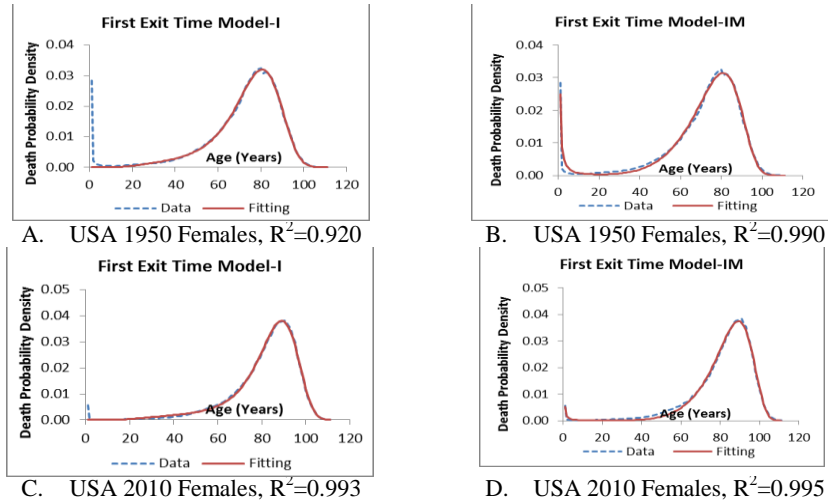 First Exit Time Model-I
Death Probability Density
0.04
0.03
0.02
0.01
0.00
Age (Years)
0 20 40 60 80 100 120
Data Fitting
A. USA 1950 Females, R²=0.920
First Exit Time Model-IM
Death Probability Density
0.04
0.03
0.02
0.01
0.00
Age (Years)
0 20 40 60 80 100 120
Data Fitting
B. USA 1950 Females, R²=0.990
First Exit Time Model-I
Death Probability Density
0.05
0.04
0.03
0.02
0.01
0.00
Age (Years)
0 20 40 60 80 100 120
Data Fitting
C. USA 2010 Females, R²=0.993
First Exit Time Model-IM
Death Probability Density
0.05
0.04
0.03
0.02
0.01
0.00
Age (Years)
0 20 40 60 80 100 120
Data Fitting
D. USA 2010 Females, R²=0.995